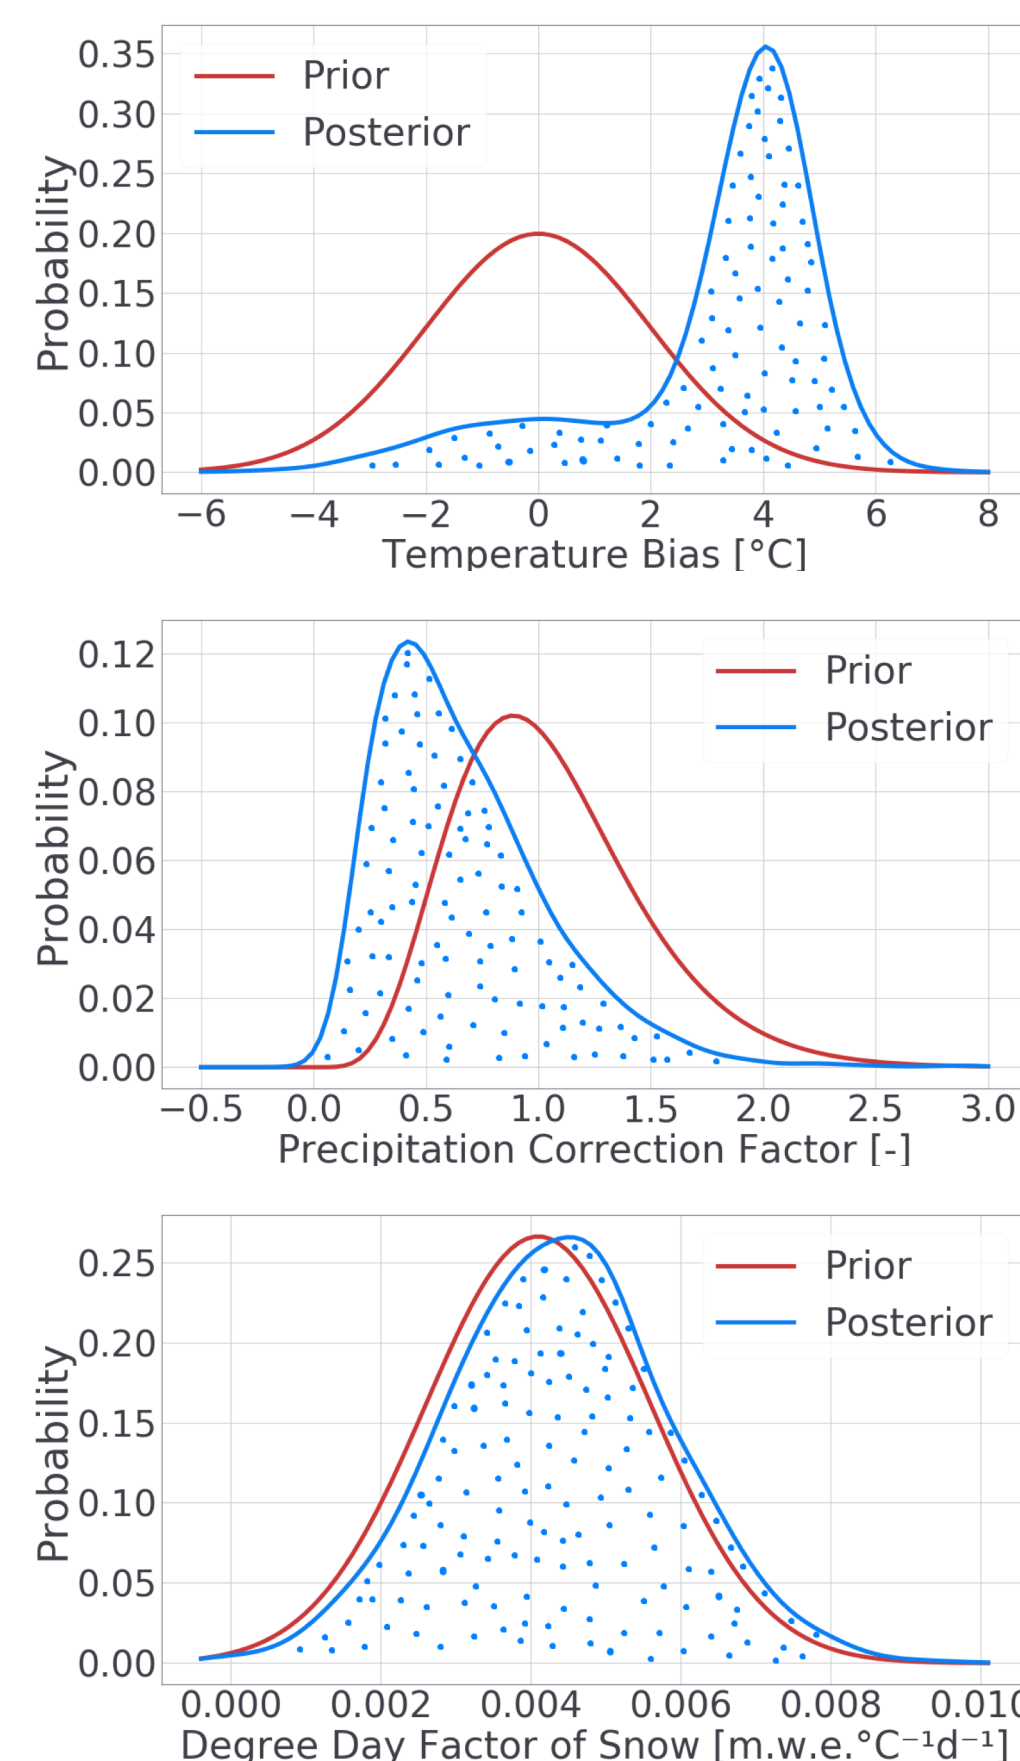 0.35
0.30
0.25
0.20
0.15
0.10
0.05
0.00
Probability
Prior
Posterior
−6 −4 −2 0 2 4 6 8
Temperature Bias [°C]
0.12
0.10
0.08
0.06
0.04
0.02
0.00
Probability
Prior
Posterior
−0.5 0.0 0.5 1.0 1.5 2.0 2.5 3.0
Precipitation Correction Factor [-]
0.25
0.20
0.15
0.10
0.05
0.00
Probability
Prior
Posterior
0.000 0.002 0.004 0.006 0.008 0.010
Degree Day Factor of Snow [m.w.e.°C⁻¹d⁻¹]